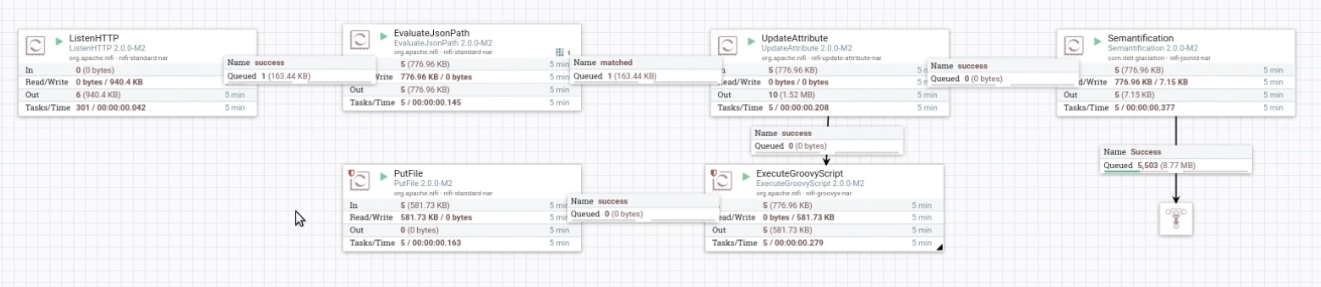 ListenHTTP
ListenHTTP 2.0.0-M2
org.apache.nifi - nifi-standard-nar
In 0 (0 bytes) 5 min
Read/Write 0 bytes / 940.4 KB 5 min
Out 6 (940.4 KB) 5 min
Tasks/Time 301 / 00:00:00.042 5 min
Name success
Queued 1 (163.44 KB)
EvaluateJsonPath
EvaluateJsonPath 2.0.0-M2
org.apache.nifi - nifi-standard-nar
5 (776.96 KB) 5 min
Write 776.96 KB / 0 bytes 5 min
Out 5 (776.96 KB) 5 min
Tasks/Time 5 / 00:00:00.145 5 min
Name matched
Queued 1 (163.44 KB)
UpdateAttribute
UpdateAttribute 2.0.0-M2
org.apache.nifi - nifi-update-attribute-nar
5 (776.96 KB) 5 min
0 bytes / 0 bytes 5 min
Out 10 (1.52 MB) 5 min
Tasks/Time 5 / 00:00:00.208 5 min
Name success
Queued 0 (0 bytes)
Semantification
Semantification 2.0.0-M2
com.dell.glaciation - nifi-jsonld-nar
5 (776.96 KB) 5 min
776.96 KB / 7.15 KB 5 min
Out 5 (7.15 KB) 5 min
Tasks/Time 5 / 00:00:00.377 5 min
Name success
Queued 0 (0 bytes)
Name Success
Queued 5,503 (8.77 MB)
PutFile
PutFile 2.0.0-M2
org.apache.nifi - nifi-standard-nar
In 5 (581.73 KB) 5 min
Read/Write 581.73 KB / 0 bytes 5 min
Out 0 (0 bytes) 5 min
Tasks/Time 5 / 00:00:00.163 5 min
Name success
Queued 0 (0 bytes)
ExecuteGroovyScript
ExecuteGroovyScript 2.0.0-M2
org.apache.nifi - nifi-groovyx-nar
5 (776.96 KB) 5 min
ead/Write 0 bytes / 581.73 KB 5 min
Out 5 (581.73 KB) 5 min
Tasks/Time 5 / 00:00:00.279 5 min